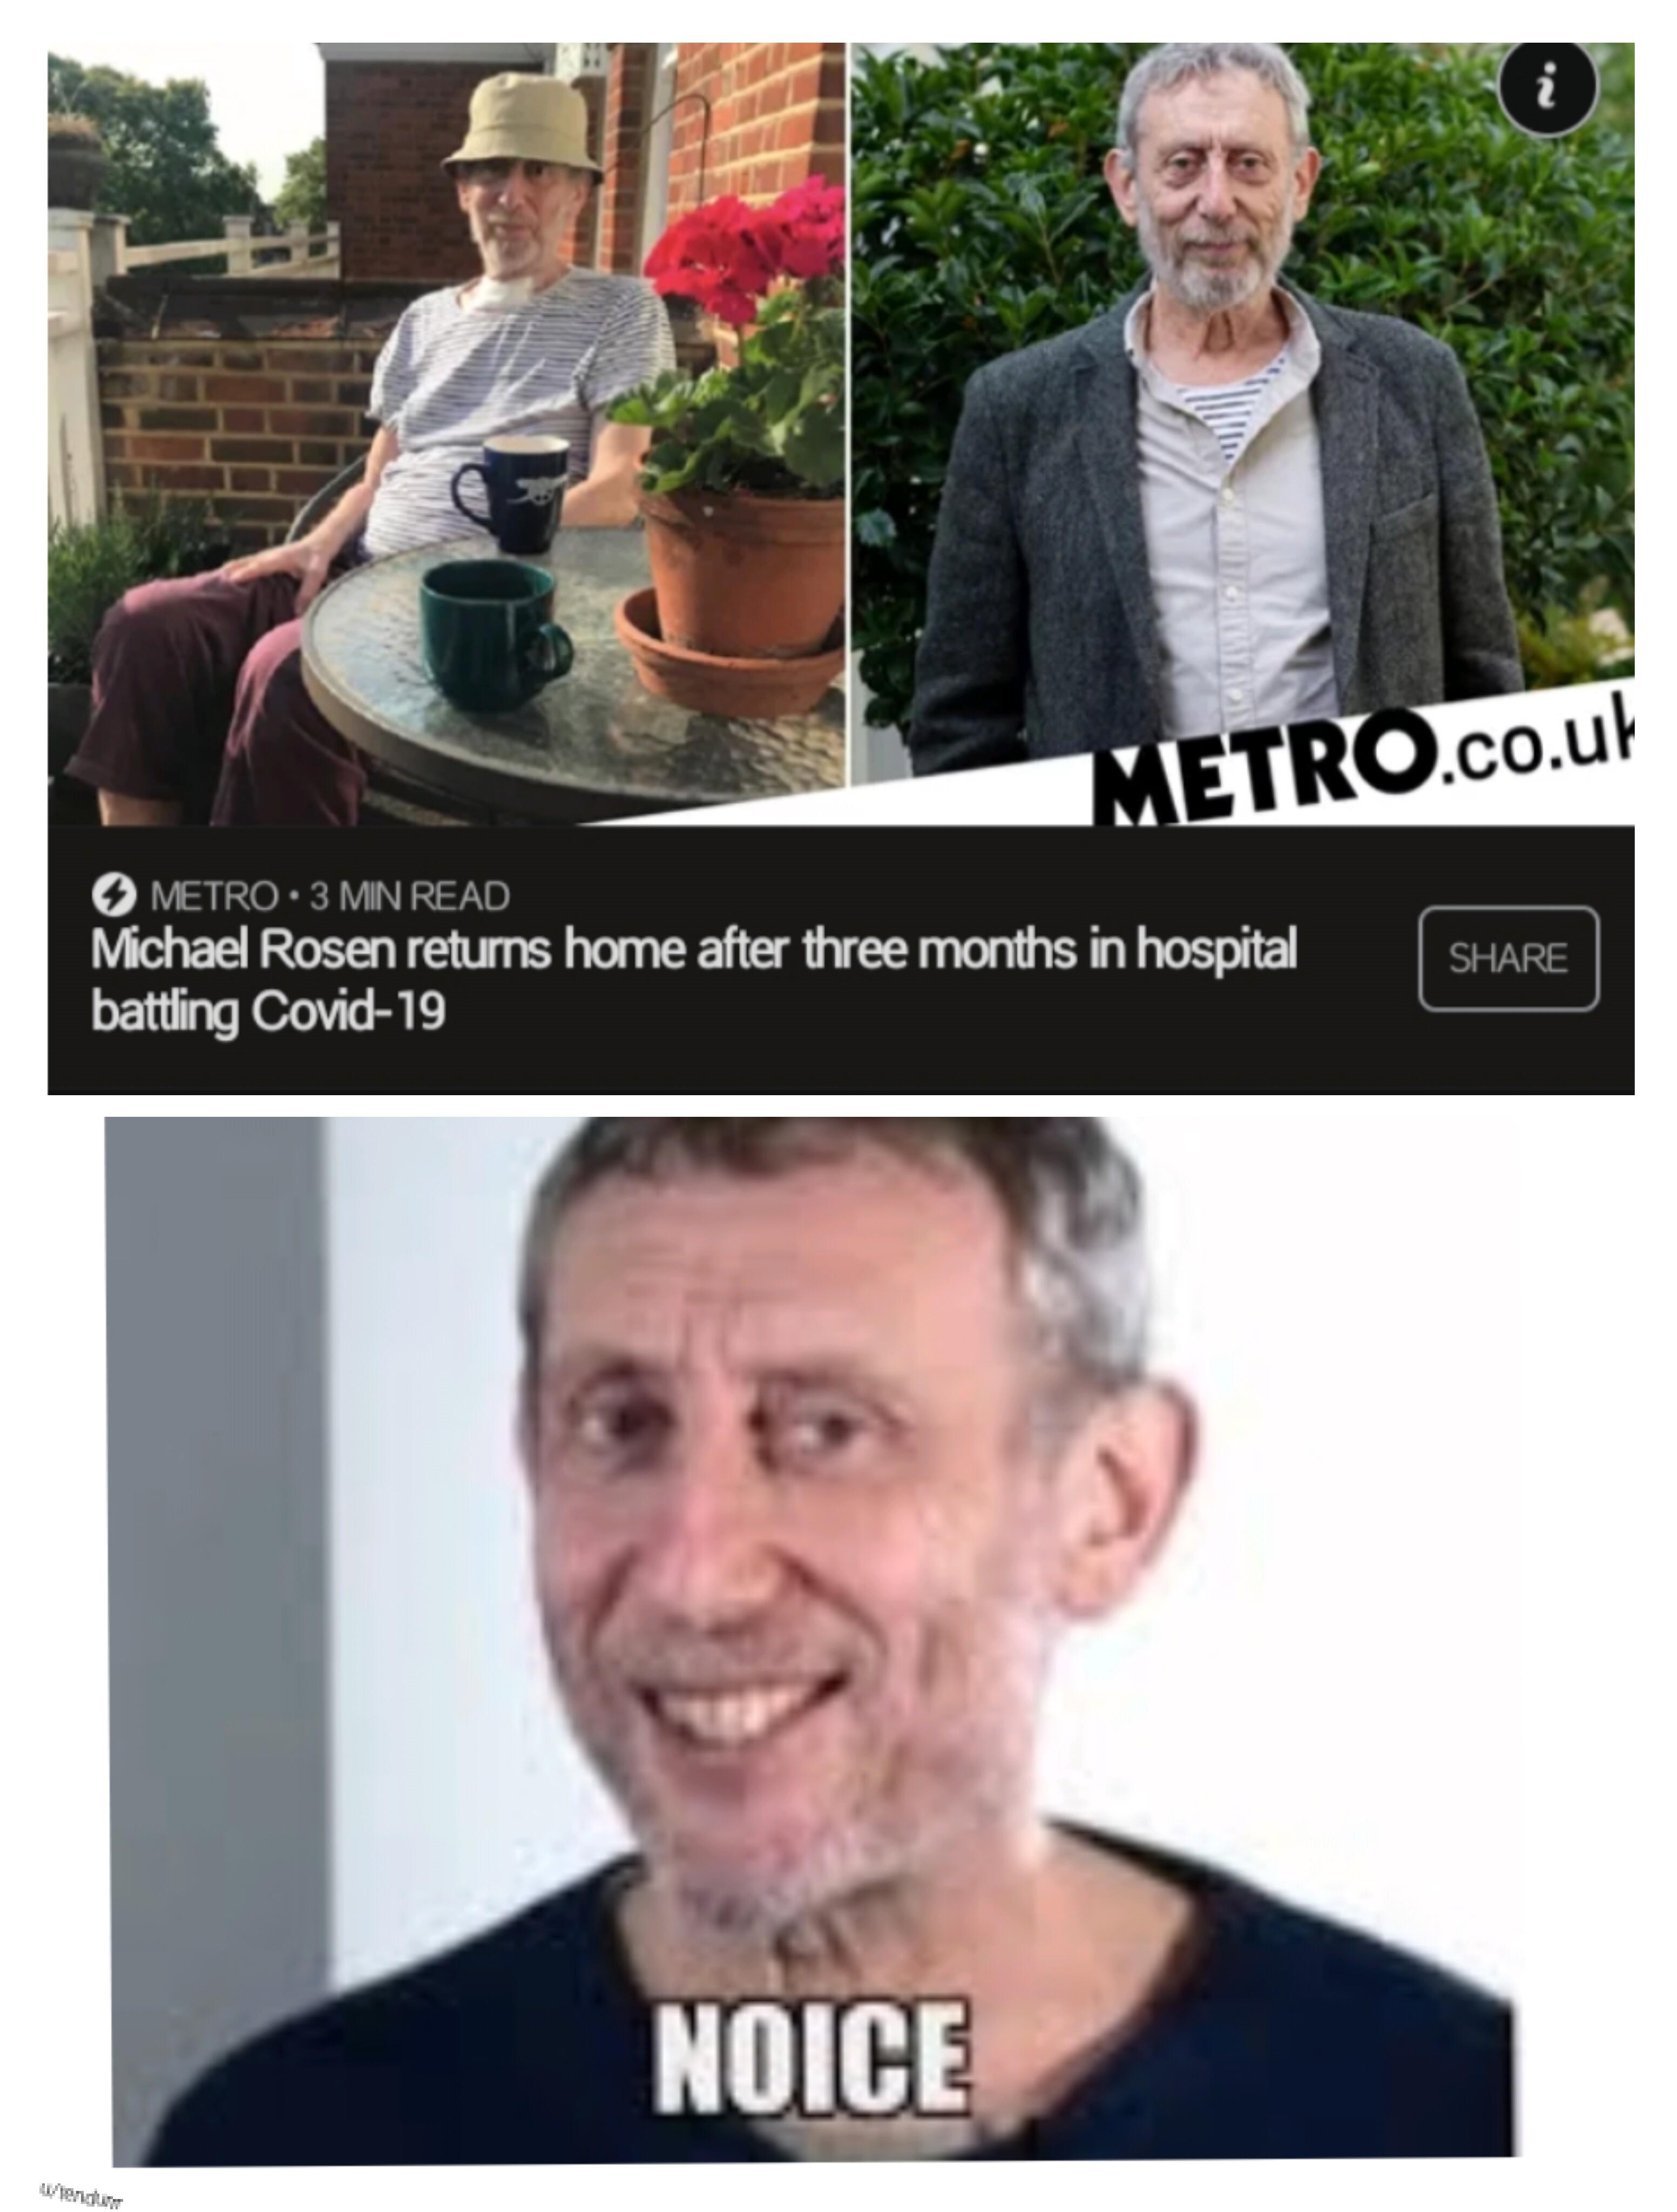 i
METRO.co.uk
METRO • 3 MIN READ
Michael Rosen returns home after three months in hospital
battling Covid-19
SHARE
NOICE